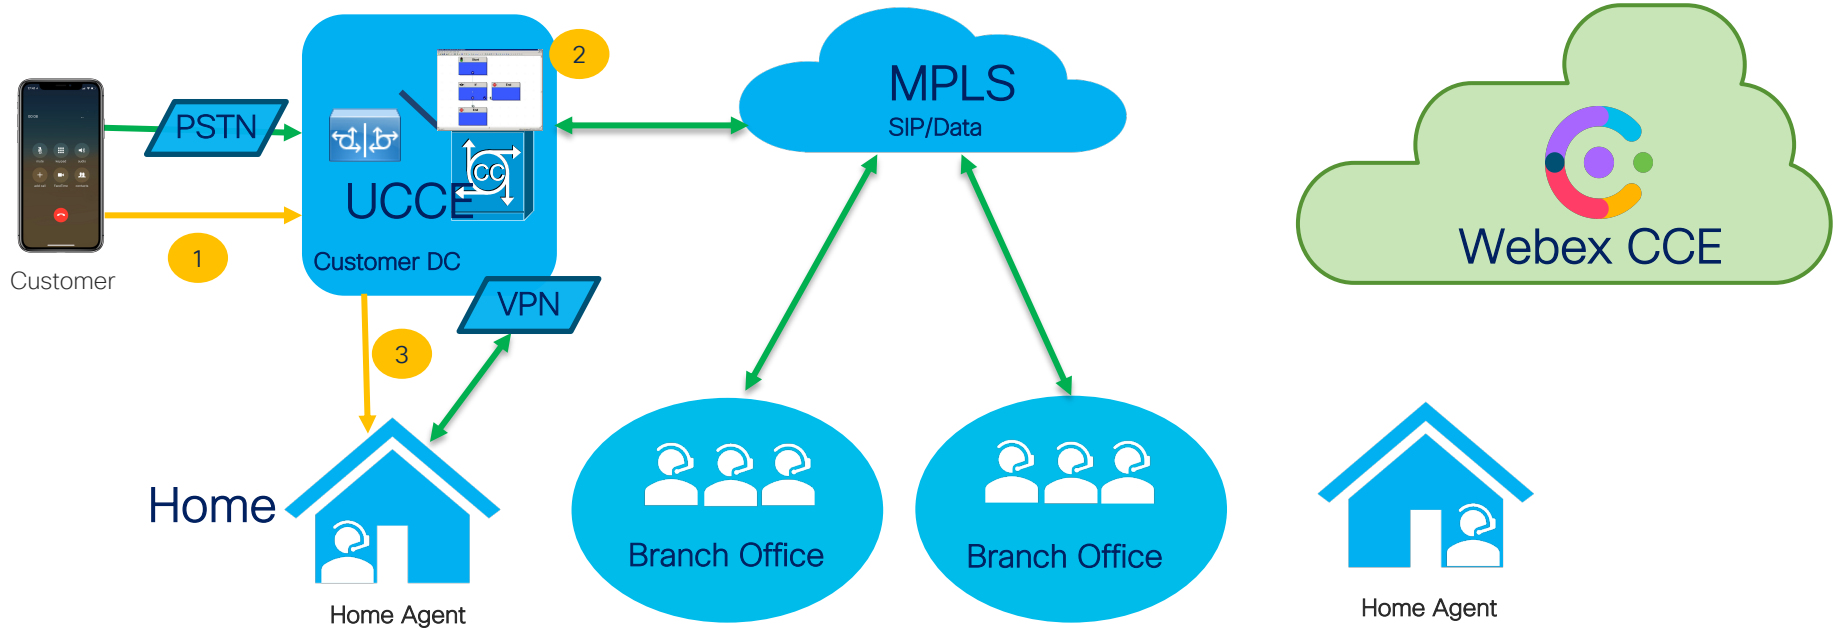 2
MPLS
SIP/Data
PSTN
CC
UCCE
Customer DC
1
Customer
VPN
3
Webex CCE
Home
Home Agent
Branch Office
Branch Office
Home Agent